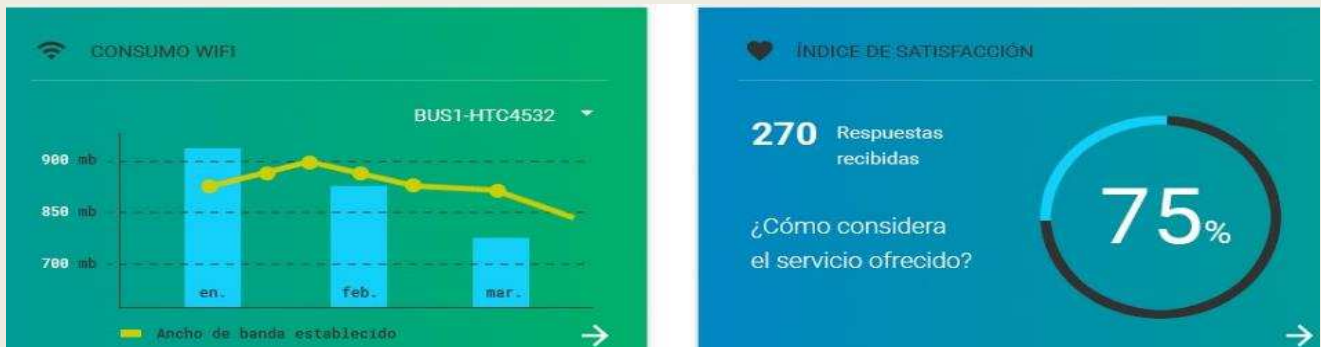 CONSUMO WIFI
BUS1-HTC4532
900 mb
850 mb
700 mb
en. feb. mar.
Ancho de banda establecido
ÍNDICE DE SATISFACCIÓN
270 Respuestas
recibidas
¿Cómo considera
el servicio ofrecido?
75%